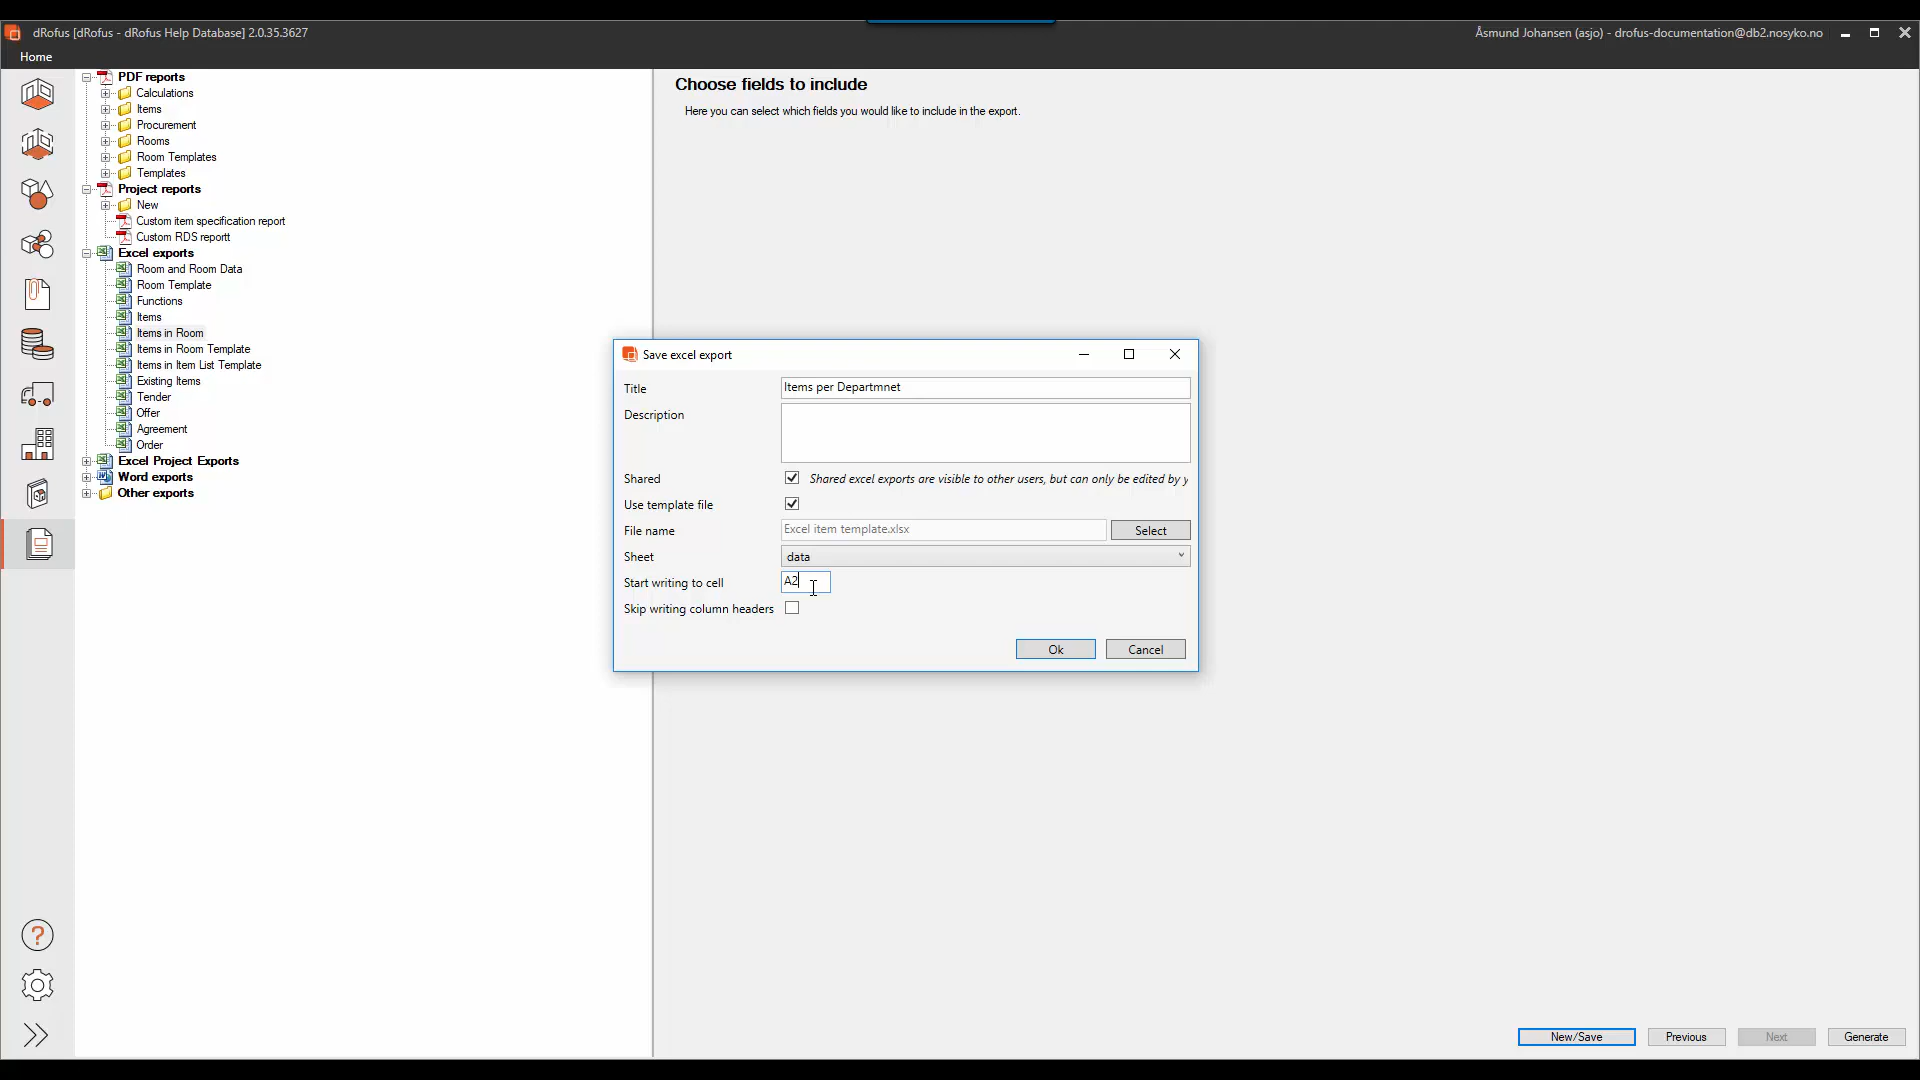 dRofus [dRofus - dRofus Help Database] 2.0.35.3627
Åsmund Johansen (asjo) - drofus-documentation@db2.nosyko.no
Home
PDF reports
Calculations
Items
Procurement
Rooms
Room Templates
Templates
Project reports
New
Custom item specification report
Custom RDS reportt
Excel exports
Room and Room Data
Room Template
Functions
Items
Items in Room
Items in Room Template
Items in Item List Template
Existing Items
Tender
Offer
Agreement
Order
Excel Project Exports
Word exports
Other exports
Choose fields to include
Here you can select which fields you would like to include in the export.
Save excel export
Title
Items per Departmnet
Description
Shared
Shared excel exports are visible to other users, but can only be edited by y
Use template file
File name
Excel item template.xlsx
Select
Sheet
data
Start writing to cell
A2
Skip writing column headers
Ok
Cancel
?
New/Save
Previous
Next
Generate